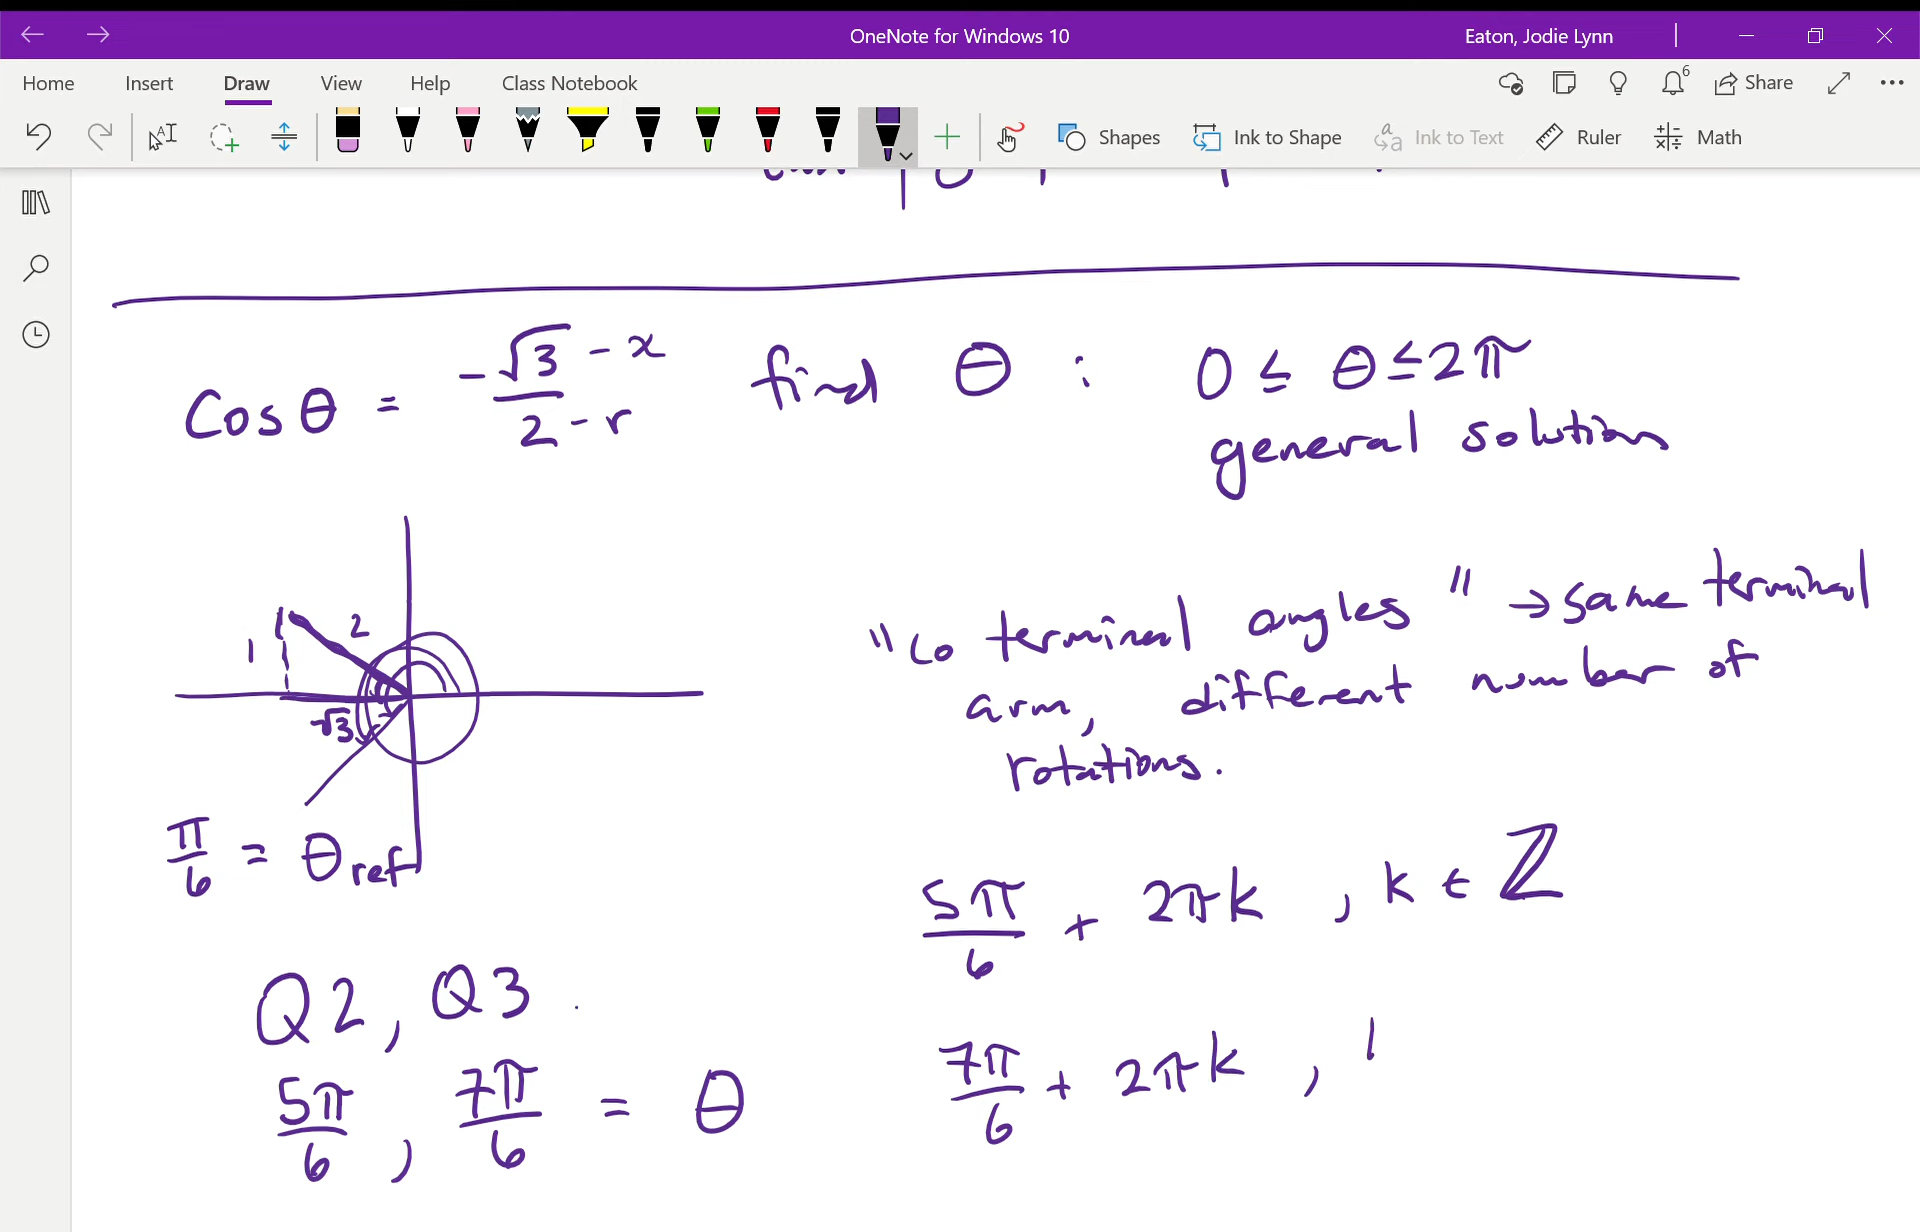 OneNote for Windows 10
Eaton, Jodie Lynn
Home Insert Draw View Help Class Notebook
6
Share
Shapes Ink to Shape Ink to Text Ruler Math
Cos θ = -√3 - x / 2 - r find θ : 0 ≤ θ ≤ 2π
general solution
"Co terminal angles" → same terminal
arm, different number of
rotations.
1 2
√3
π/6 = θref
5π/6 + 2πk , k ∈ ℤ
Q2, Q3
7π/6 + 2πk ,
5π/6 , 7π/6 = θ